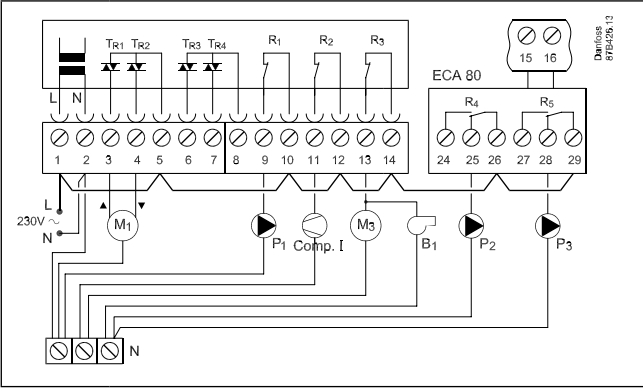 TR1 TR2 TR3 TR4 R1 R2 R3
15 16
Danfoss
87B426.13
ECA 80
L N
R4 R5
1 2 3 4 5 6 7 8 9 10 11 12 13 14
24 25 26 27 28 29
L
230V ~
N
▲ ▼
M1 P1 Comp. I M3 B1 P2 P3
N